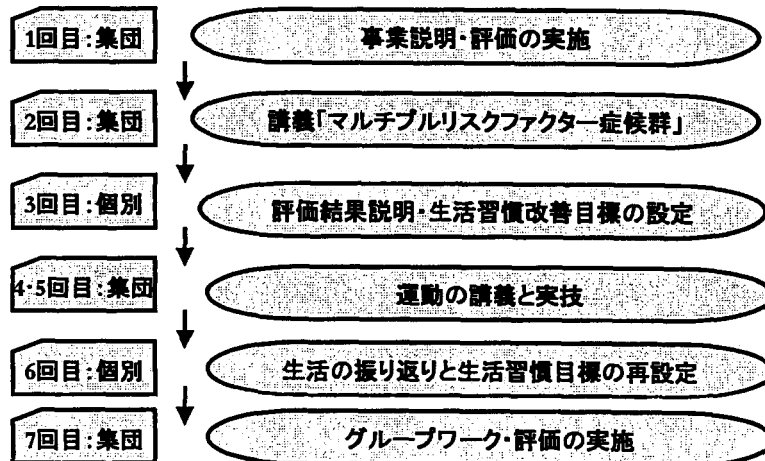 1回目:集団 事業説明・評価の実施
2回目:集団 講義「マルチプルリスクファクター症候群」
3回目:個別 評価結果説明・生活習慣改善目標の設定
4・5回目:集団 運動の講義と実技
6回目:個別 生活の振り返りと生活習慣目標の再設定
7回目:集団 グループワーク・評価の実施